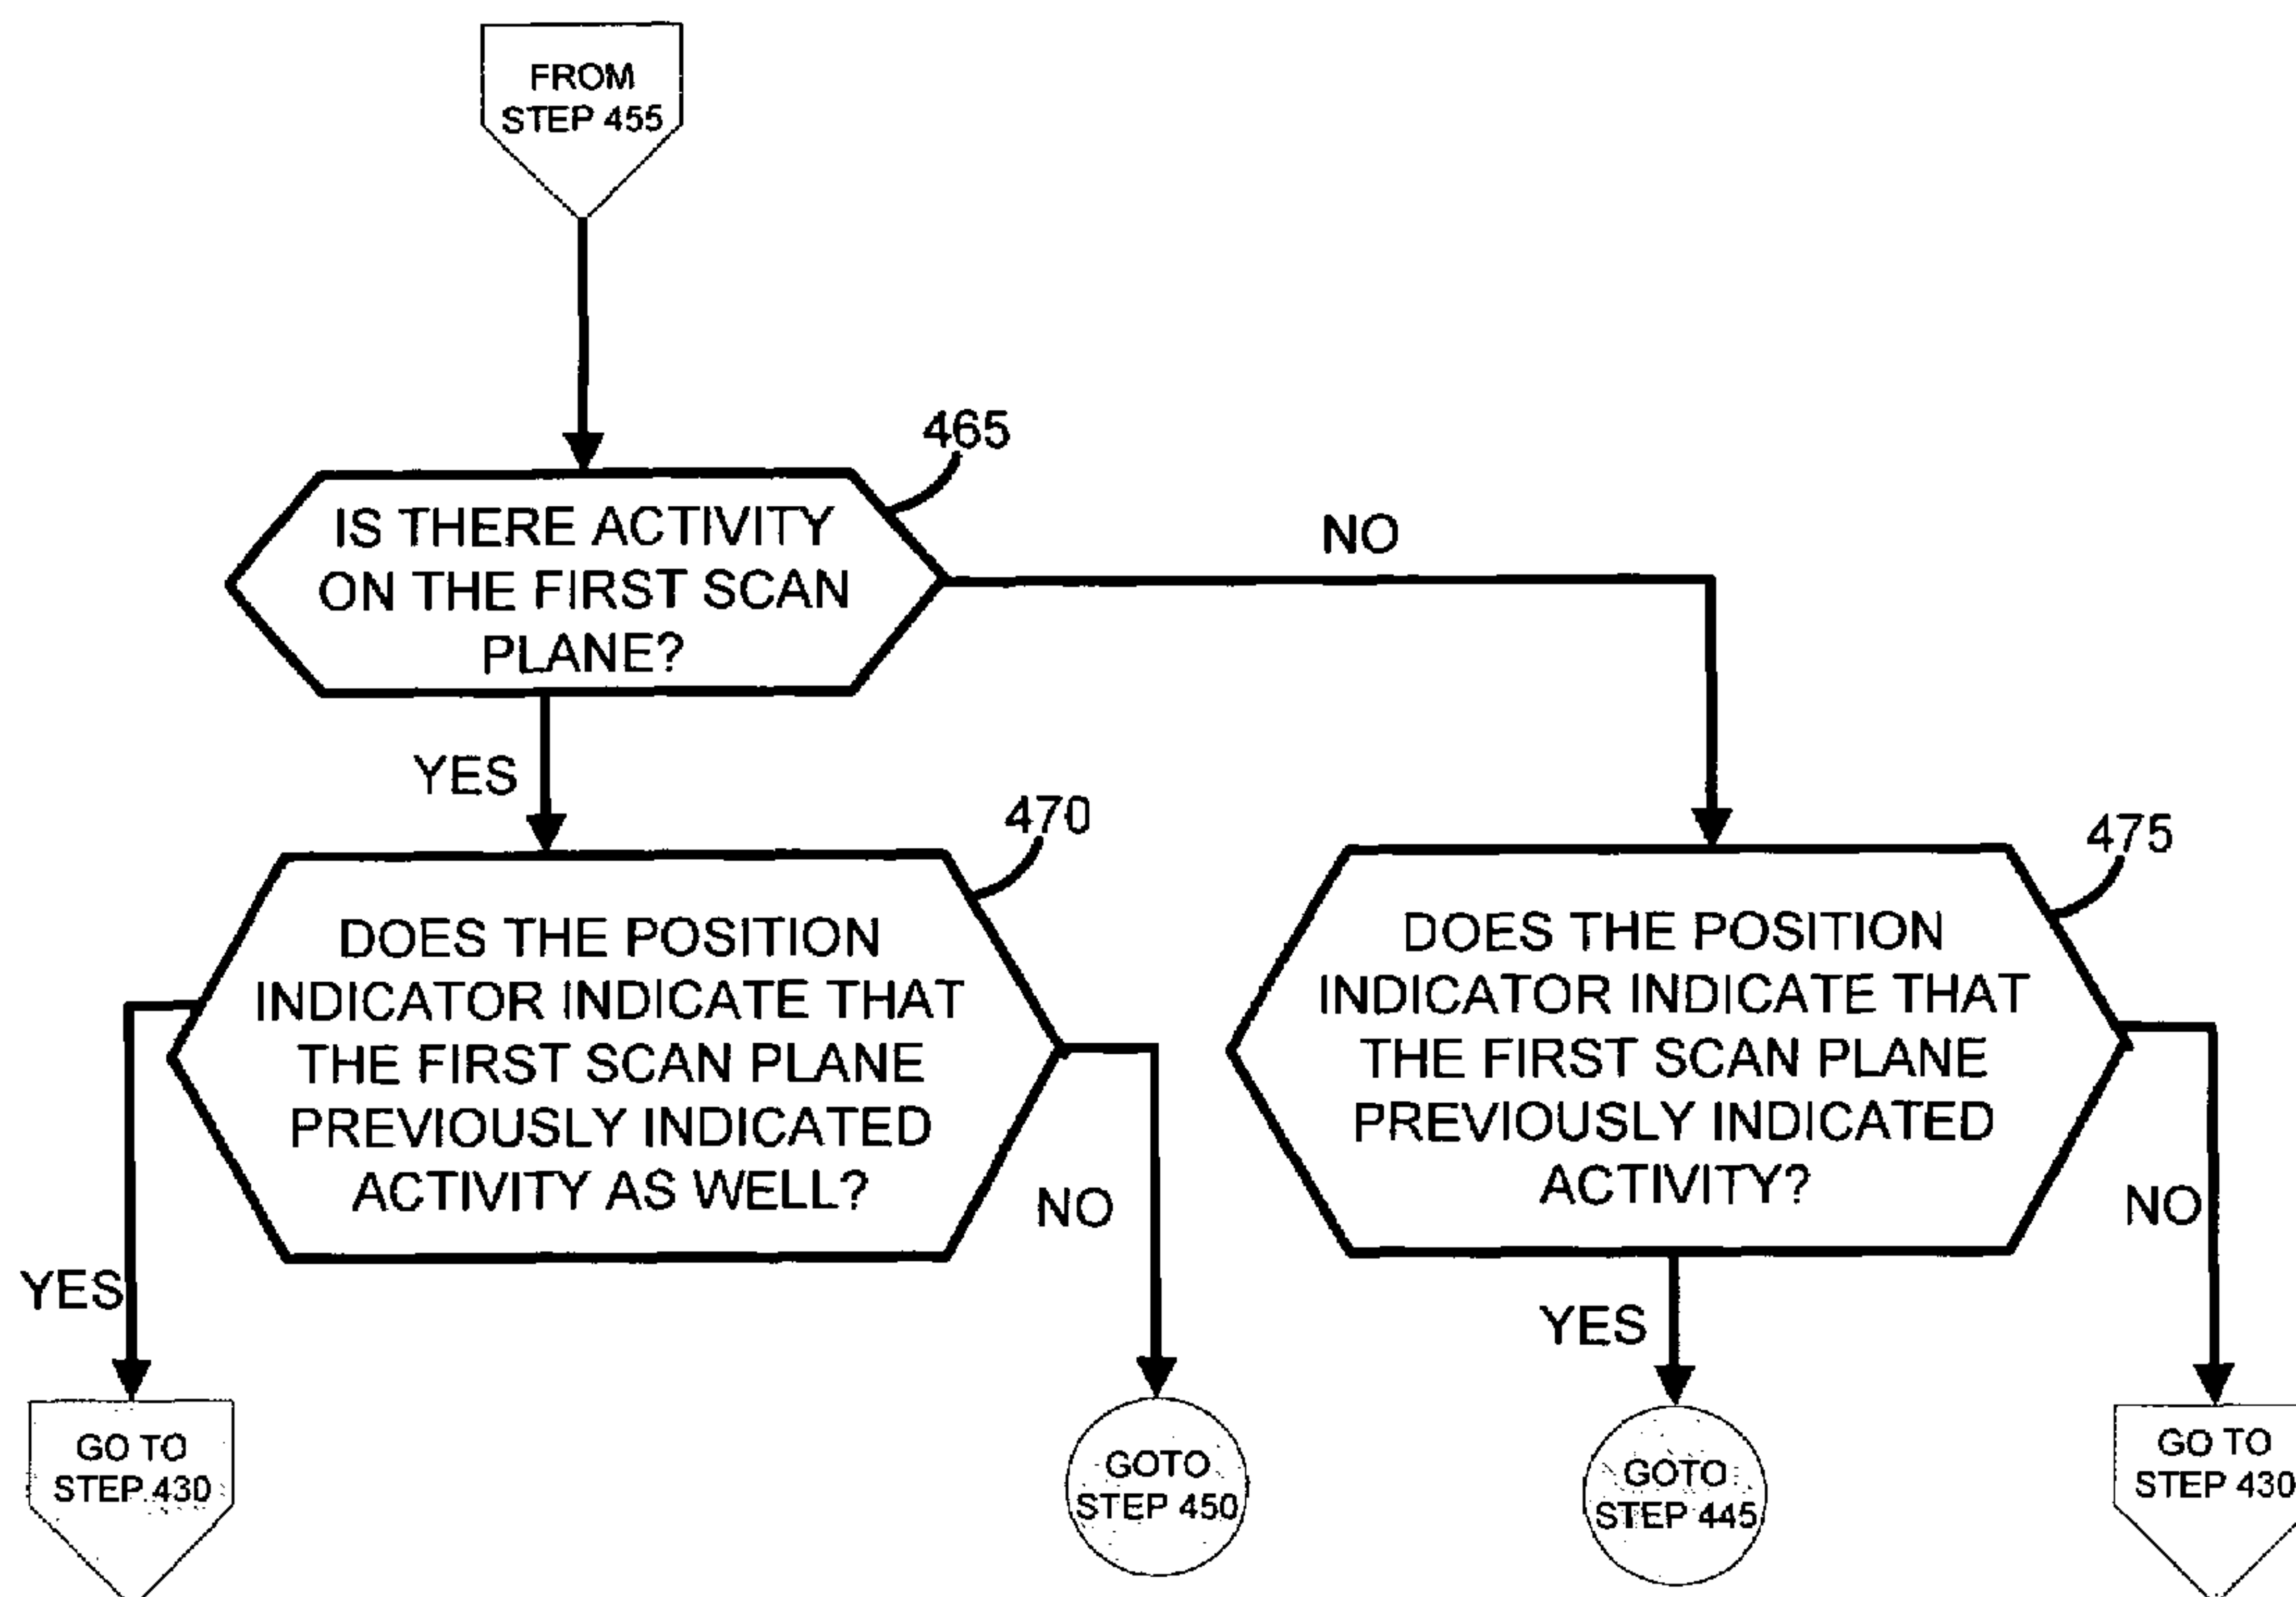 FROM
STEP 455
465
IS THERE ACTIVITY
ON THE FIRST SCAN
PLANE?
NO
YES
470
DOES THE POSITION
INDICATOR INDICATE THAT
THE FIRST SCAN PLANE
PREVIOUSLY INDICATED
ACTIVITY AS WELL?
475
DOES THE POSITION
INDICATOR INDICATE THAT
THE FIRST SCAN PLANE
PREVIOUSLY INDICATED
ACTIVITY?
YES
NO
YES
NO
GO TO
STEP 430
GOTO
STEP 450
GOTO
STEP 445
GO TO
STEP 430